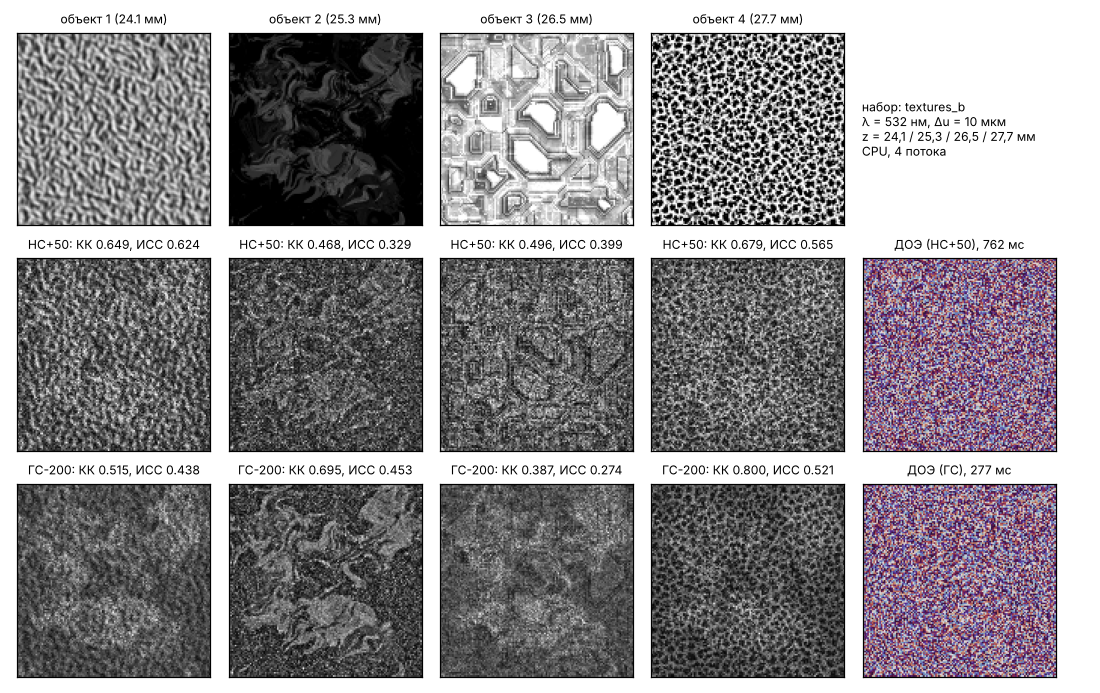 объект 1 (24.1 мм)
объект 2 (25.3 мм)
объект 3 (26.5 мм)
объект 4 (27.7 мм)
набор: textures_b
λ = 532 нм, Δu = 10 мкм
z = 24,1 / 25,3 / 26,5 / 27,7 мм
CPU, 4 потока
НС+50: КК 0.649, ИСС 0.624
НС+50: КК 0.468, ИСС 0.329
НС+50: КК 0.496, ИСС 0.399
НС+50: КК 0.679, ИСС 0.565
ДОЭ (НС+50), 762 мс
ГС-200: КК 0.515, ИСС 0.438
ГС-200: КК 0.695, ИСС 0.453
ГС-200: КК 0.387, ИСС 0.274
ГС-200: КК 0.800, ИСС 0.521
ДОЭ (ГС), 277 мс